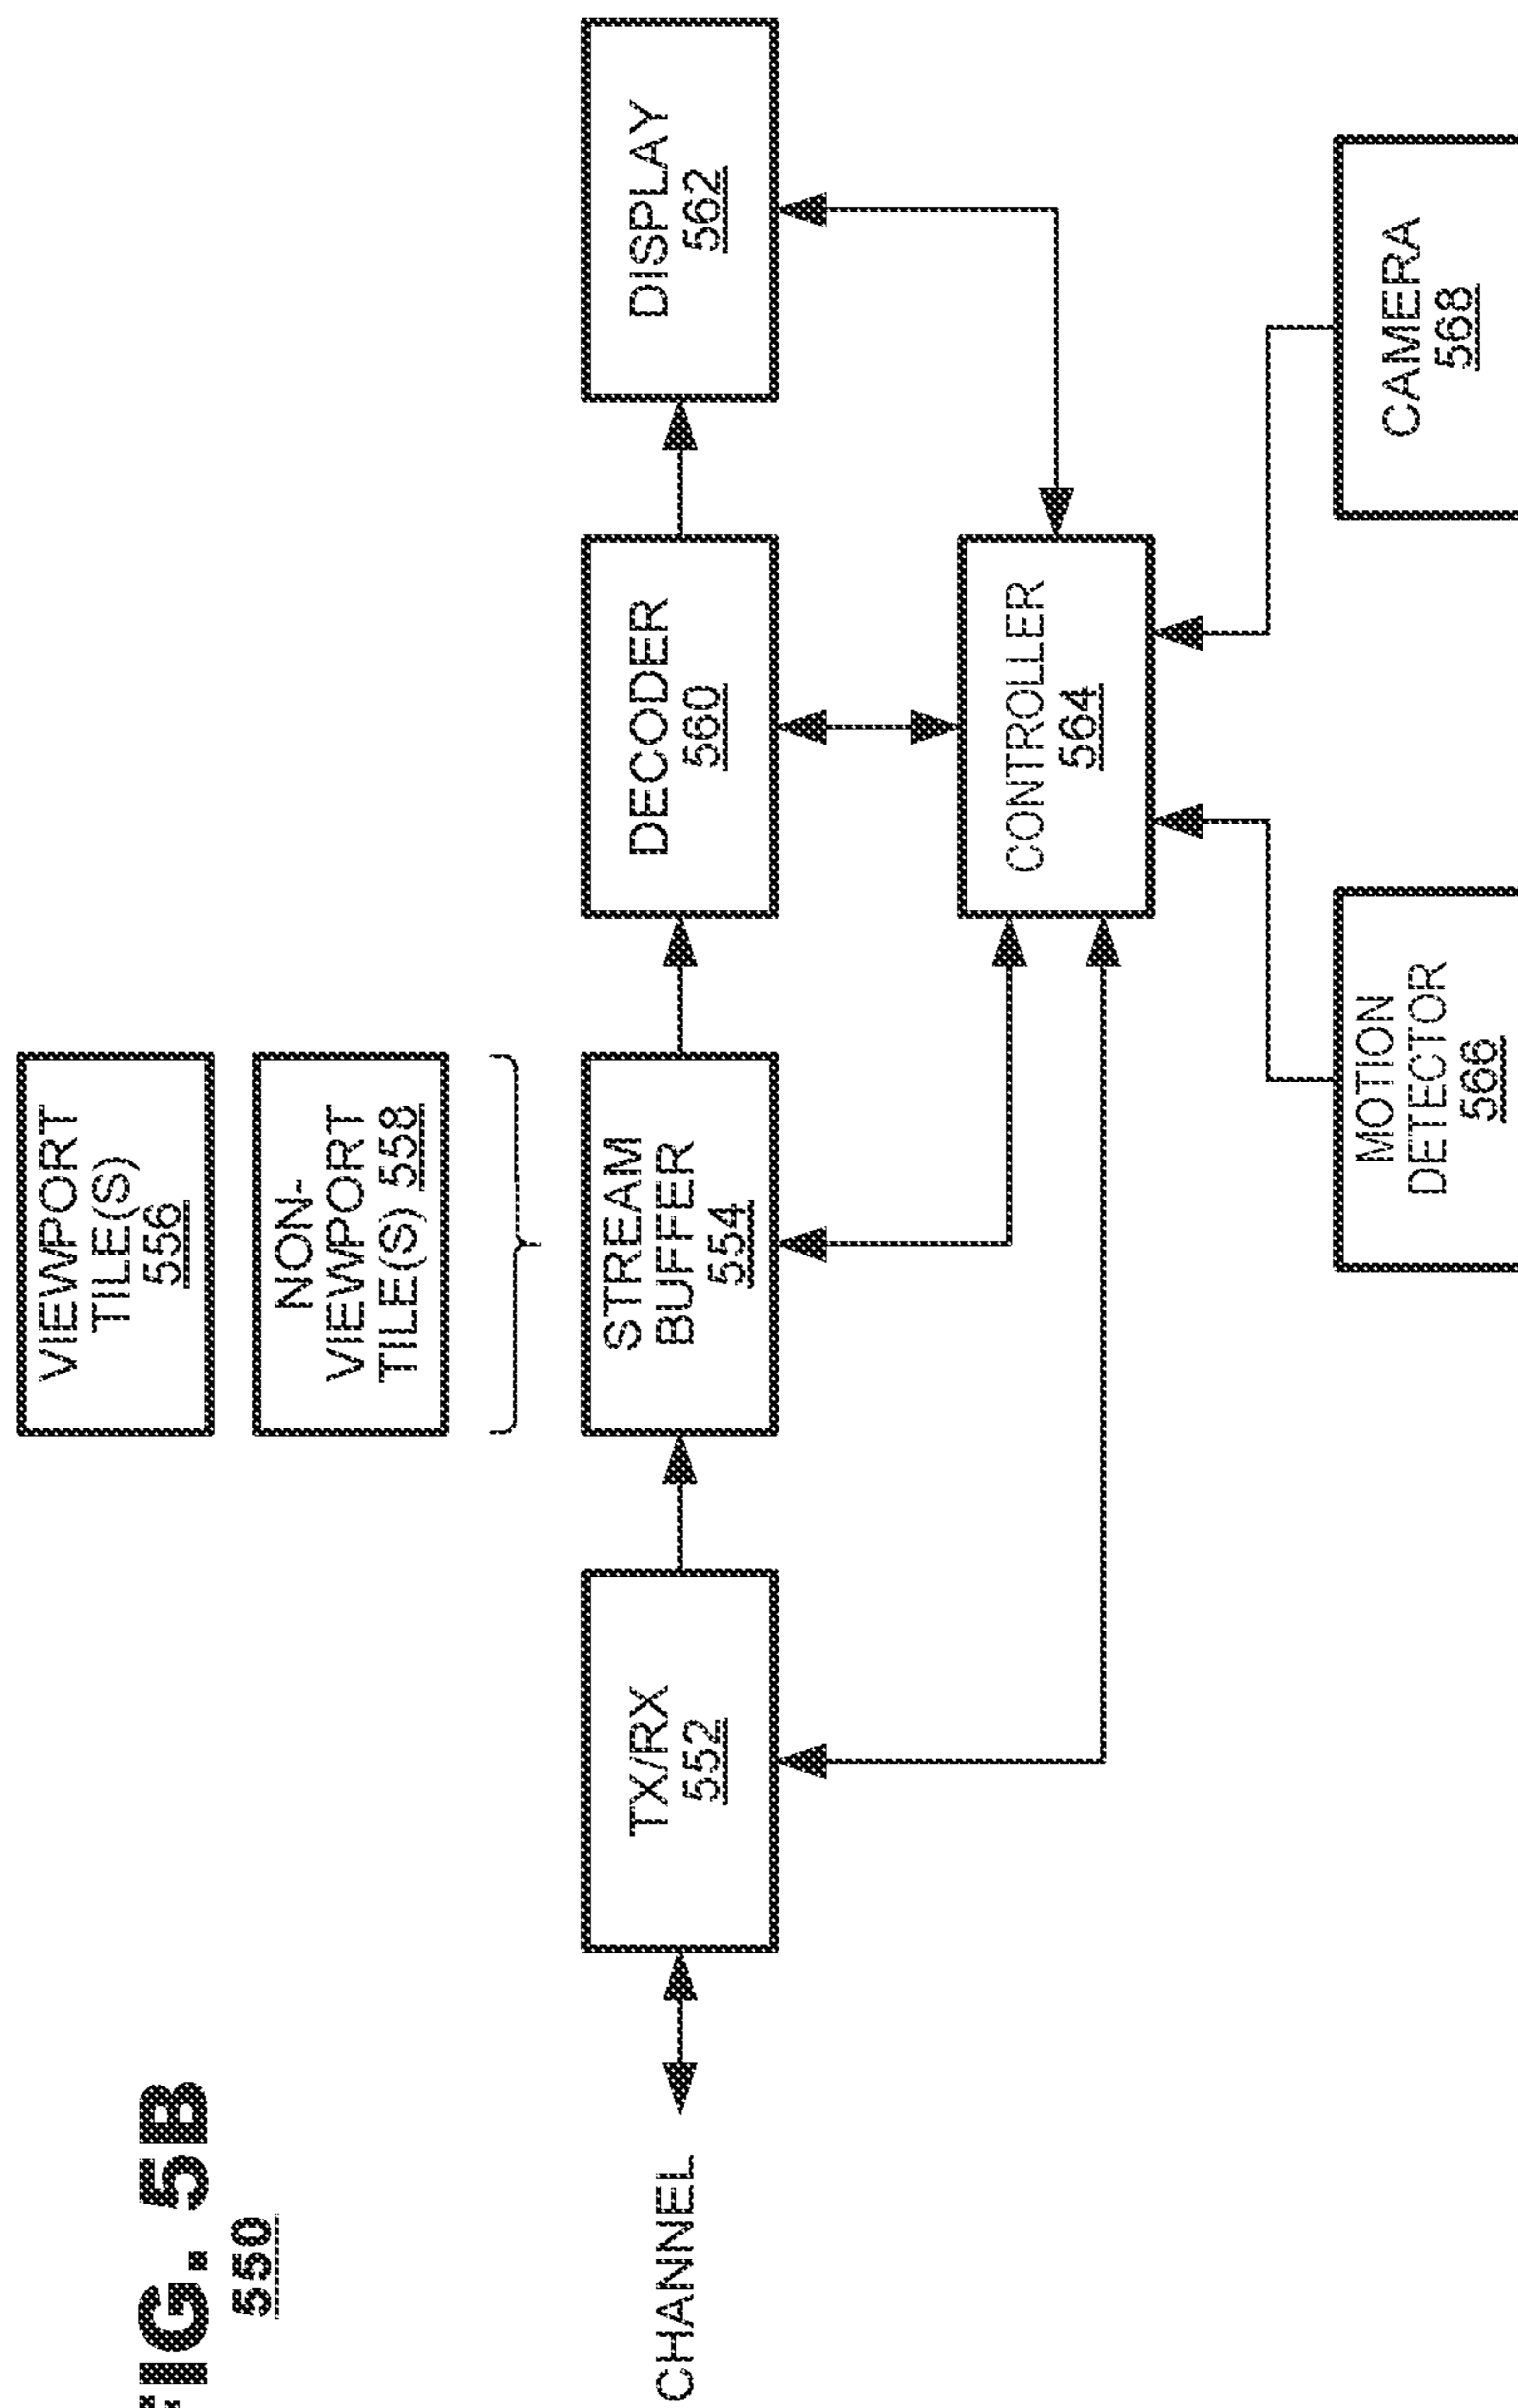 FIG. 5B
550
VIEWPORT
TILE(S)
556
NON-
VIEWPORT
TILE(S) 558
CHANNEL
TX/RX
552
STREAM
BUFFER
554
DECODER
560
DISPLAY
562
CONTROLLER
564
MOTION
DETECTOR
566
CAMERA
568